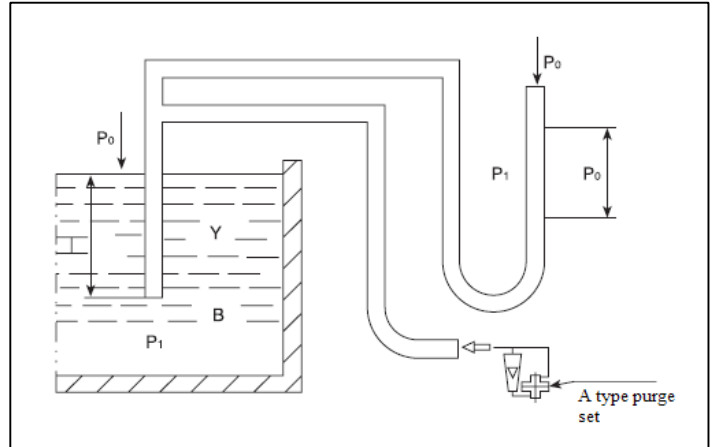 P₀
P₀
P₁
P₀
Y
H
B
P₁
A type purge
set